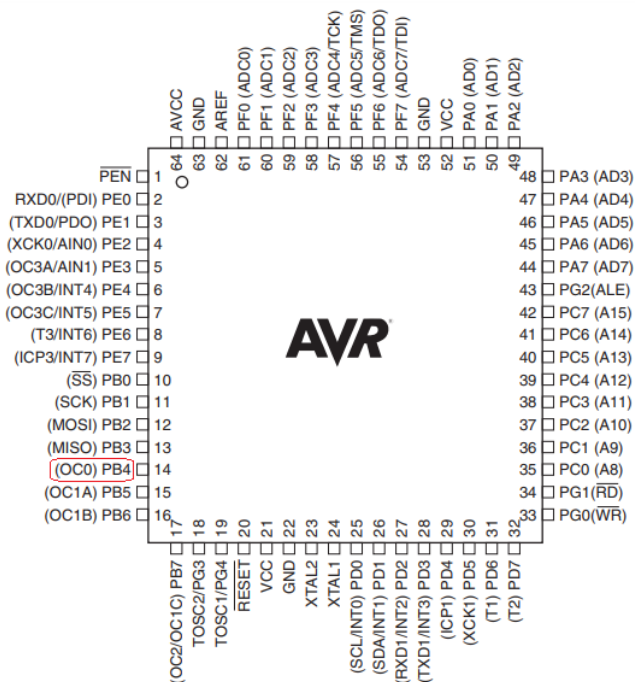 AVCC
GND
AREF
PF0 (ADC0)
PF1 (ADC1)
PF2 (ADC2)
PF3 (ADC3)
PF4 (ADC4/TCK)
PF5 (ADC5/TMS)
PF6 (ADC6/TDO)
PF7 (ADC7/TDI)
GND
VCC
PA0 (AD0)
PA1 (AD1)
PA2 (AD2)
64
63
62
61
60
59
58
57
56
55
54
53
52
51
50
49
PEN 1
RXD0/(PDI) PE0 2
(TXD0/PDO) PE1 3
(XCK0/AIN0) PE2 4
(OC3A/AIN1) PE3 5
(OC3B/INT4) PE4 6
(OC3C/INT5) PE5 7
(T3/INT6) PE6 8
(ICP3/INT7) PE7 9
(SS) PB0 10
(SCK) PB1 11
(MOSI) PB2 12
(MISO) PB3 13
(OC0) PB4 14
(OC1A) PB5 15
(OC1B) PB6 16
AVR
48 PA3 (AD3)
47 PA4 (AD4)
46 PA5 (AD5)
45 PA6 (AD6)
44 PA7 (AD7)
43 PG2(ALE)
42 PC7 (A15)
41 PC6 (A14)
40 PC5 (A13)
39 PC4 (A12)
38 PC3 (A11)
37 PC2 (A10)
36 PC1 (A9)
35 PC0 (A8)
34 PG1(RD)
33 PG0(WR)
17
18
19
20
21
22
23
24
25
26
27
28
29
30
31
32
(OC2/OC1C) PB7
TOSC2/PG3
TOSC1/PG4
RESET
VCC
GND
XTAL2
XTAL1
(SCL/INT0) PD0
(SDA/INT1) PD1
(RXD1/INT2) PD2
(TXD1/INT3) PD3
(ICP1) PD4
(XCK1) PD5
(T1) PD6
(T2) PD7